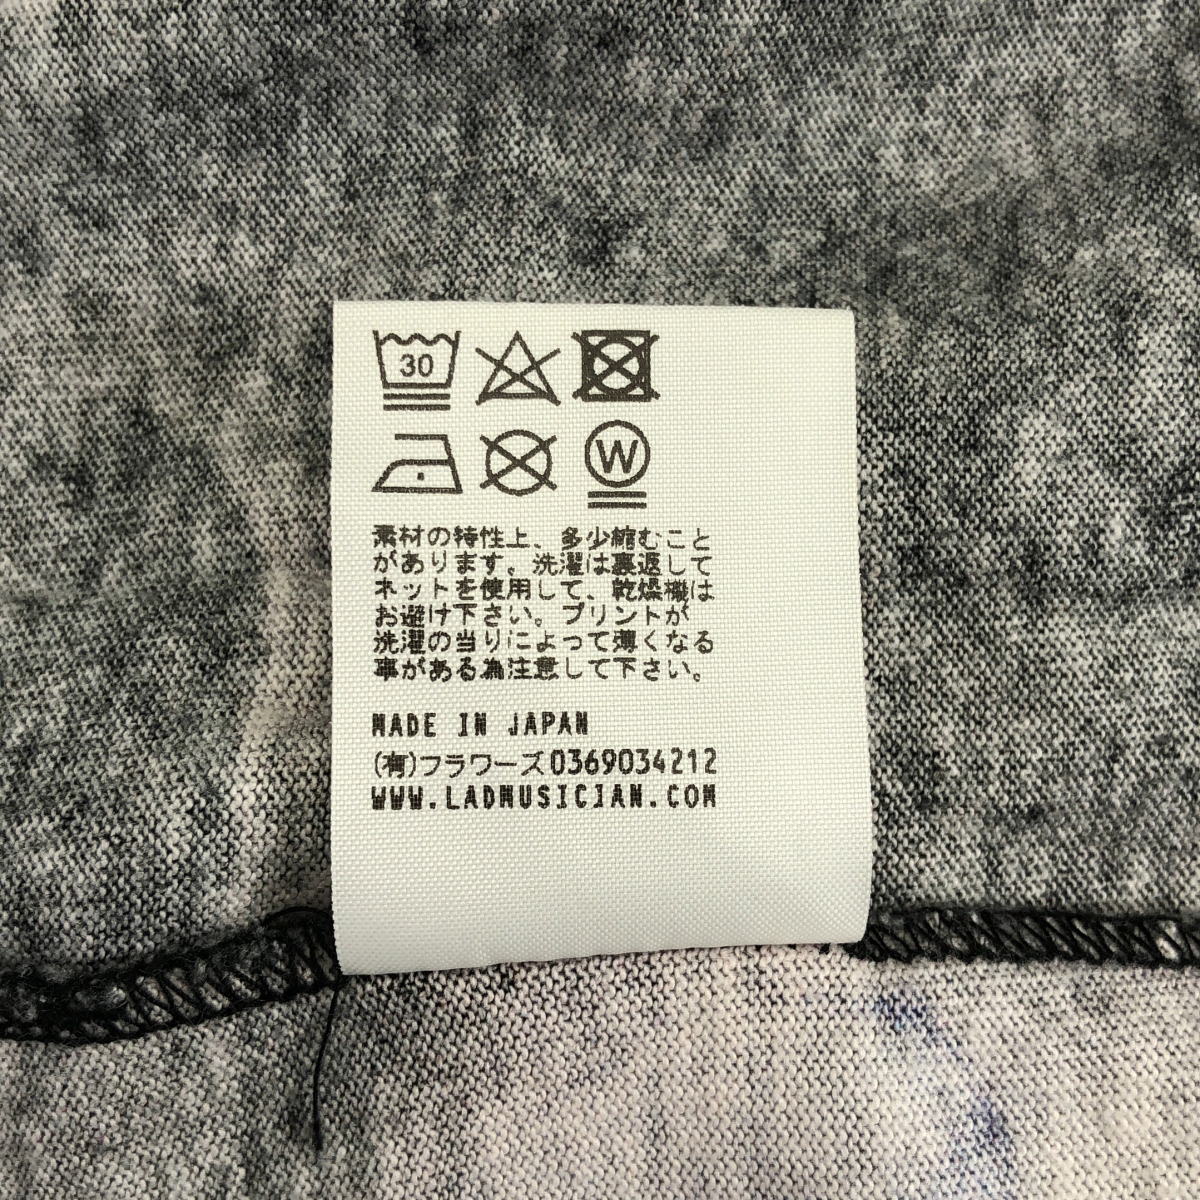 30
W
素材の特性上、多少縮むこと
があります。洗濯は裏返して
ネットを使用して、乾燥機は
お避け下さい。プリントが
洗濯の当りによって薄くなる
事がある為注意して下さい。
MADE IN JAPAN
(有)フラワーズ0369034212
WWW.LADMUSICIAN.COM